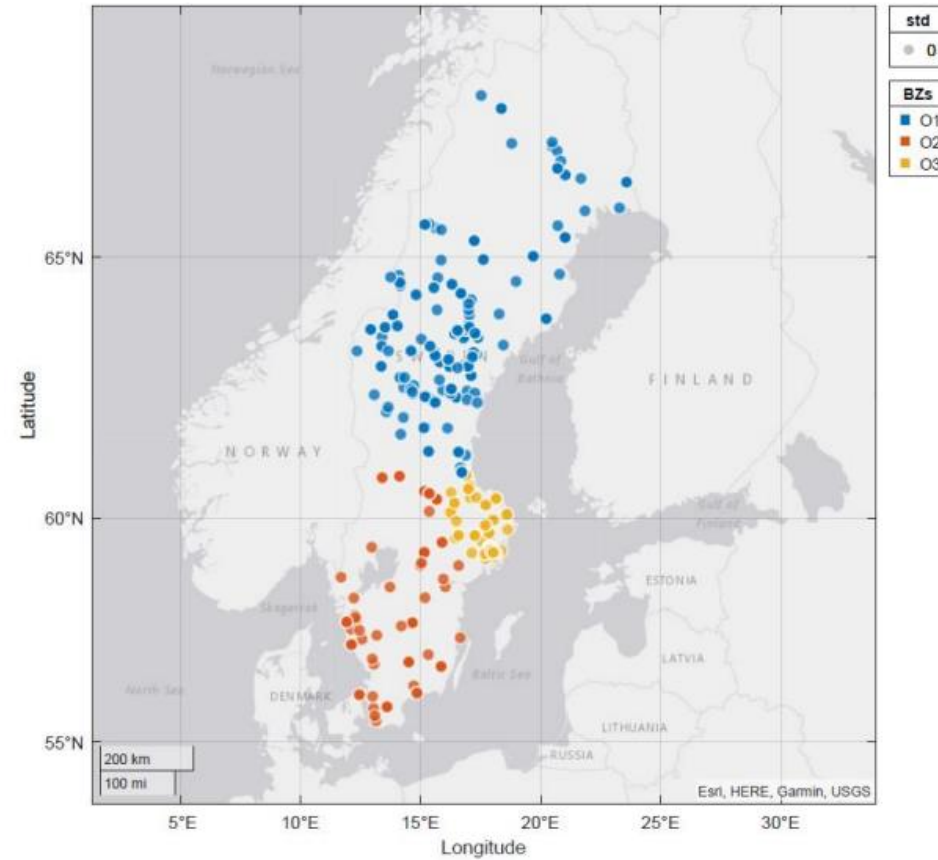 std
0
BZs
O1
O2
O3
Norwegian Sea
65°N
SWEDEN
Gulf of
Bothnia
FINLAND
NORWAY
60°N
Gulf of
Finland
ESTONIA
Skagerrak
LATVIA
Baltic Sea
North Sea
DENMARK
LITHUANIA
55°N
RUSSIA
200 km
100 mi
Esri, HERE, Garmin, USGS
5°E 10°E 15°E 20°E 25°E 30°E
Longitude
Latitude